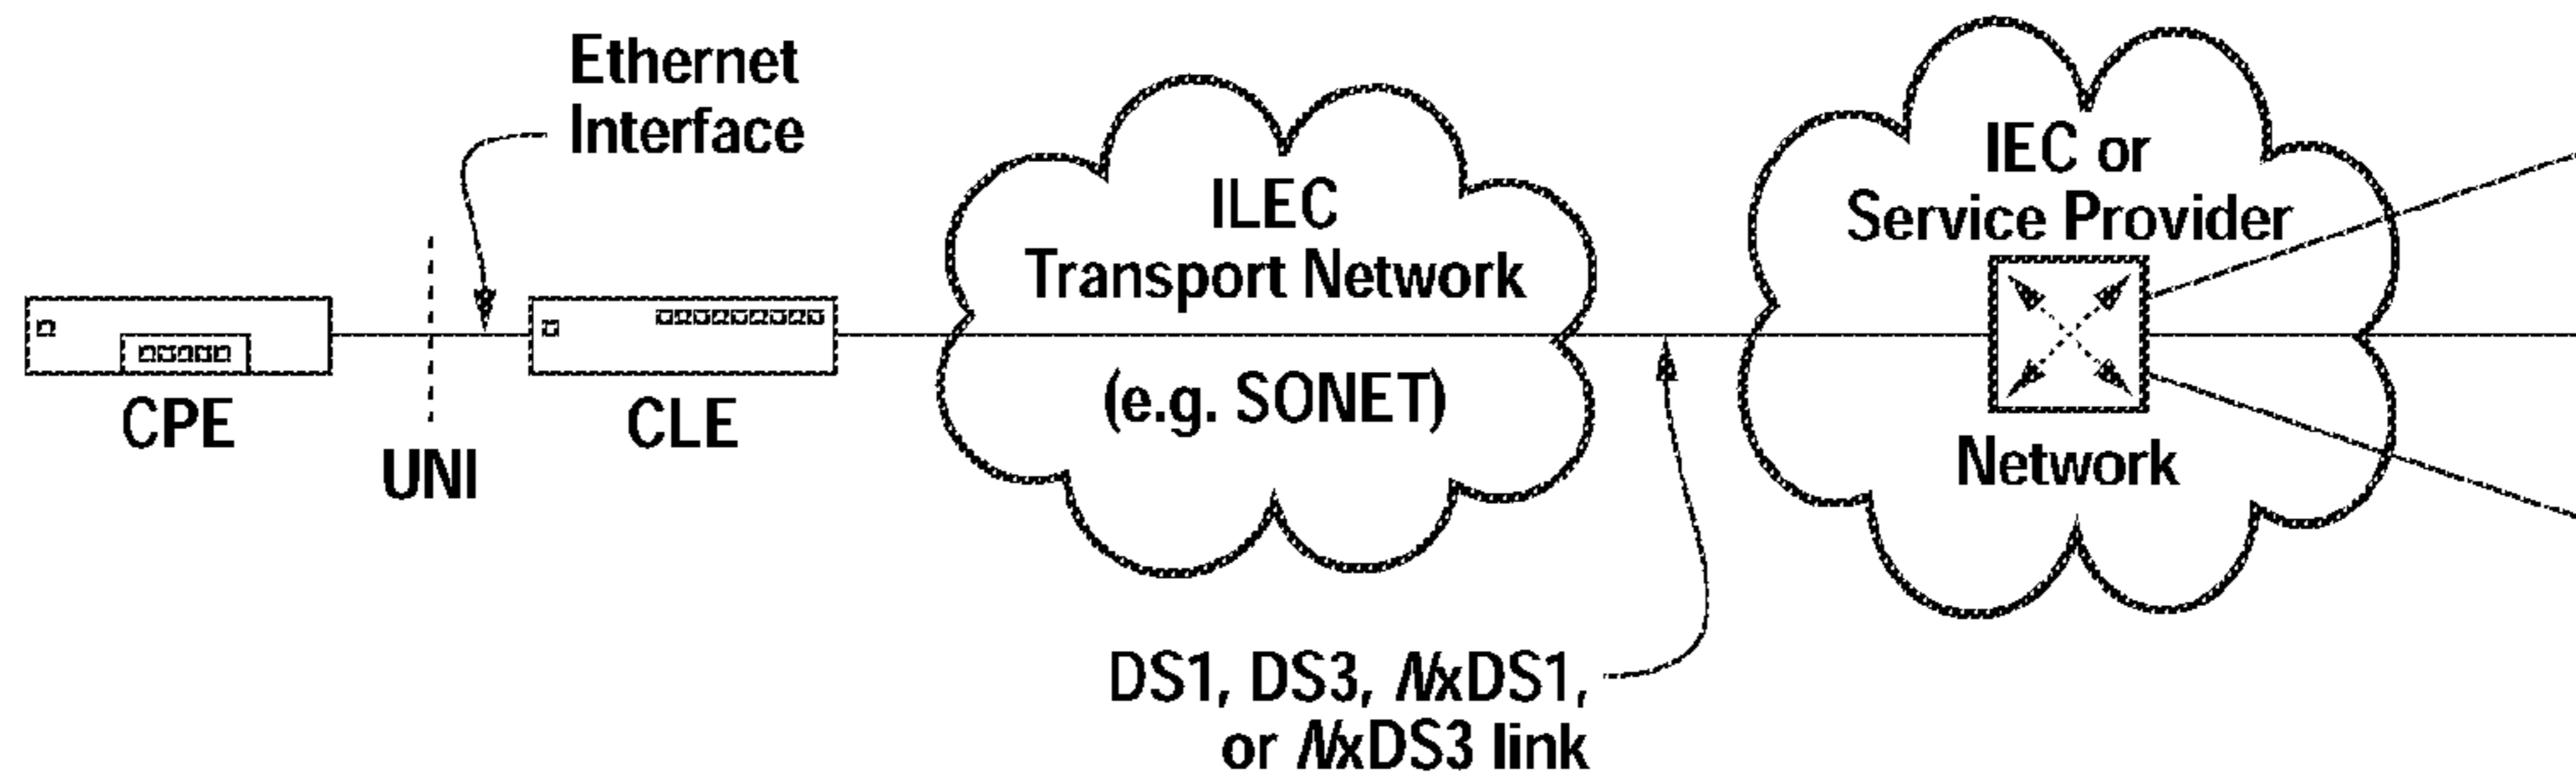 Ethernet
Interface
CPE
UNI
CLE
ILEC
Transport Network
(e.g. SONET)
DS1, DS3, NxDS1,
or NxDS3 link
IEC or
Service Provider
Network